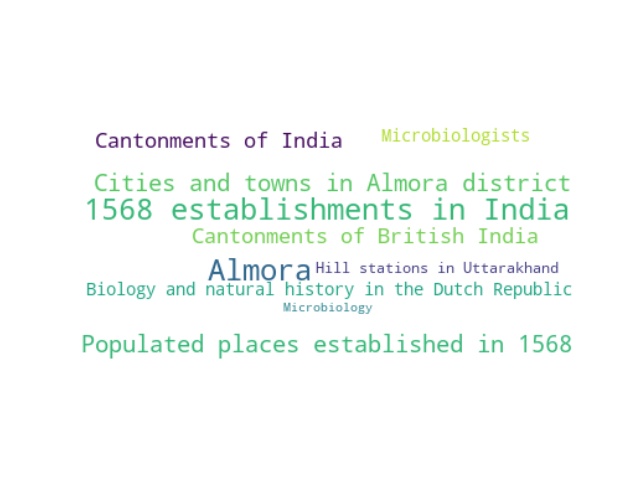 Cantonments of India
Microbiologists
Cities and towns in Almora district
1568 establishments in India
Cantonments of British India
Almora
Hill stations in Uttarakhand
Biology and natural history in the Dutch Republic
Microbiology
Populated places established in 1568